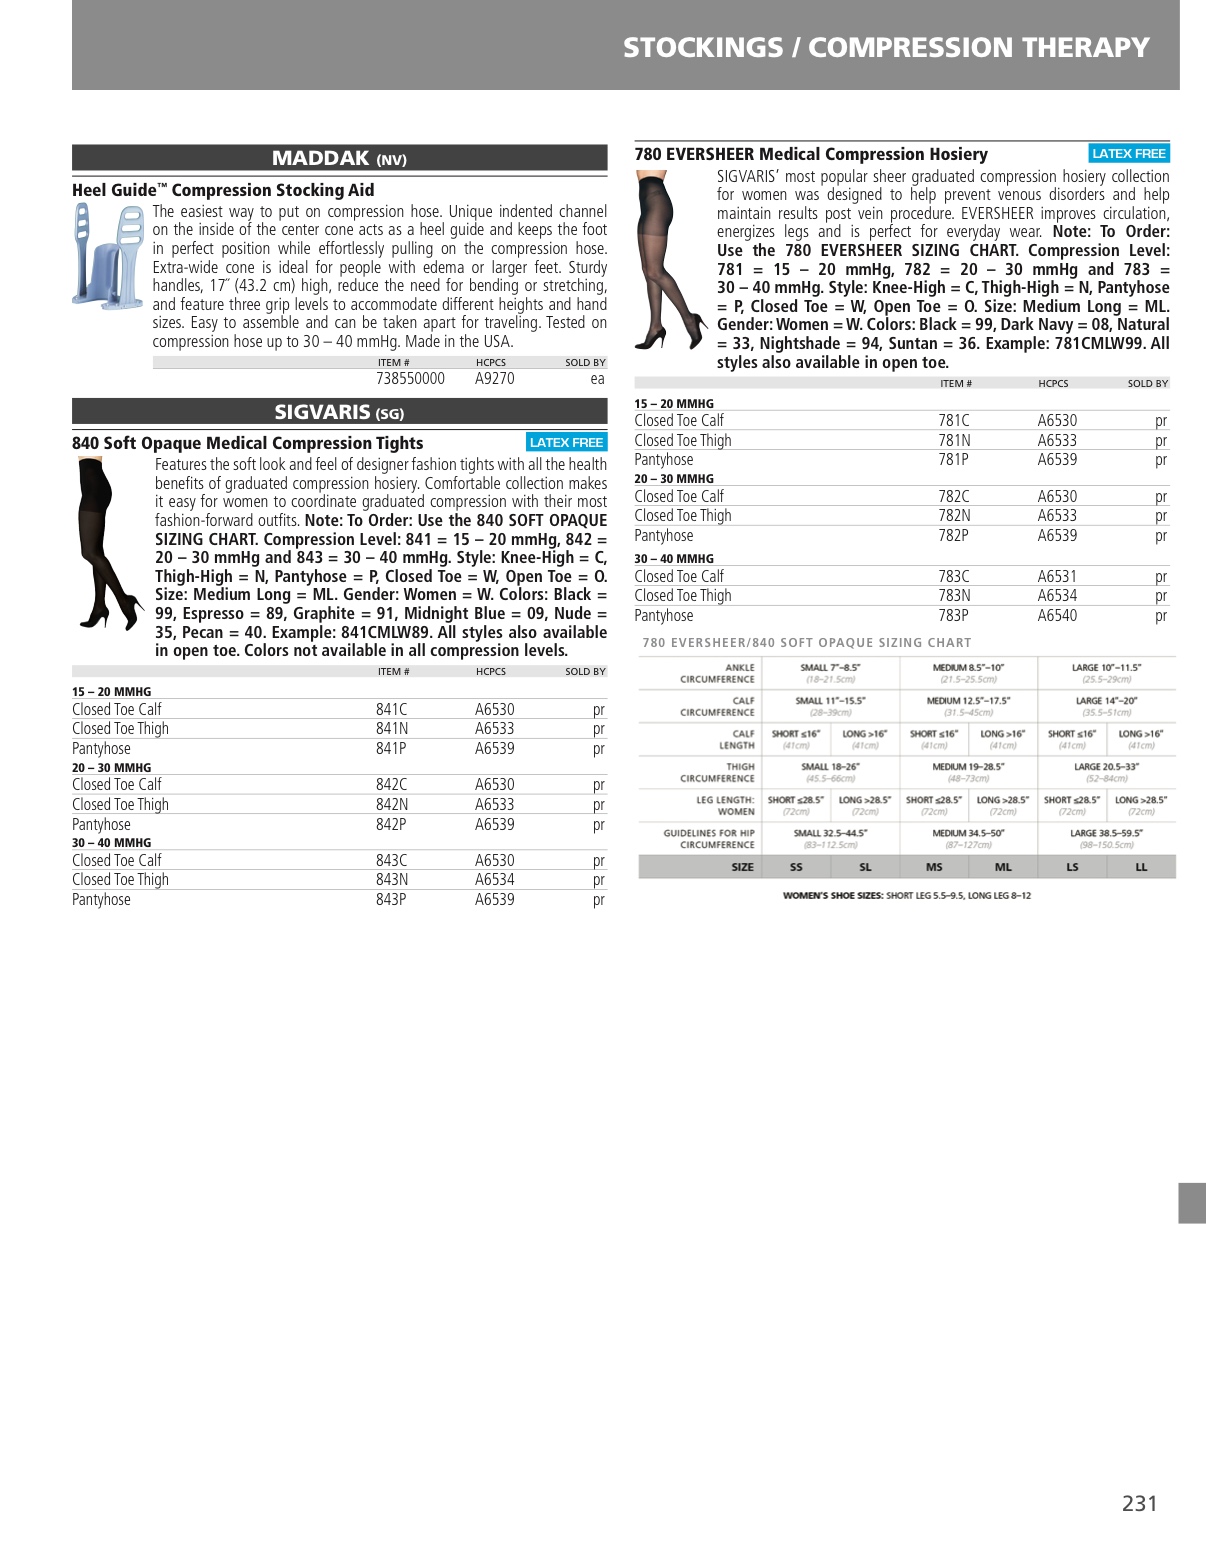 STOCKINGS / COMPRESSION THERAPY
MADDAK (NV)
Heel Guide™ Compression Stocking Aid
The easiest way to put on compression hose. Unique indented channel
on the inside of the center cone acts as a heel guide and keeps the foot
in perfect position while effortlessly pulling on the compression hose.
Extra-wide cone is ideal for people with edema or larger feet. Sturdy
handles, 17˝ (43.2 cm) high, reduce the need for bending or stretching,
and feature three grip levels to accommodate different heights and hand
sizes. Easy to assemble and can be taken apart for traveling. Tested on
compression hose up to 30 – 40 mmHg. Made in the USA.
ITEM # HCPCS SOLD BY
738550000 A9270 ea
SIGVARIS (SG)
840 Soft Opaque Medical Compression Tights LATEX FREE
Features the soft look and feel of designer fashion tights with all the health
benefits of graduated compression hosiery. Comfortable collection makes
it easy for women to coordinate graduated compression with their most
fashion-forward outfits. Note: To Order: Use the 840 SOFT OPAQUE
SIZING CHART. Compression Level: 841 = 15 – 20 mmHg, 842 =
20 – 30 mmHg and 843 = 30 – 40 mmHg. Style: Knee-High = C,
Thigh-High = N, Pantyhose = P, Closed Toe = W, Open Toe = O.
Size: Medium Long = ML. Gender: Women = W. Colors: Black =
99, Espresso = 89, Graphite = 91, Midnight Blue = 09, Nude =
35, Pecan = 40. Example: 841CMLW89. All styles also available
in open toe. Colors not available in all compression levels.
ITEM # HCPCS SOLD BY
15 – 20 MMHG
Closed Toe Calf 841C A6530 pr
Closed Toe Thigh 841N A6533 pr
Pantyhose 841P A6539 pr
20 – 30 MMHG
Closed Toe Calf 842C A6530 pr
Closed Toe Thigh 842N A6533 pr
Pantyhose 842P A6539 pr
30 – 40 MMHG
Closed Toe Calf 843C A6530 pr
Closed Toe Thigh 843N A6534 pr
Pantyhose 843P A6539 pr
780 EVERSHEER Medical Compression Hosiery LATEX FREE
SIGVARIS’ most popular sheer graduated compression hosiery collection
for women was designed to help prevent venous disorders and help
maintain results post vein procedure. EVERSHEER improves circulation,
energizes legs and is perfect for everyday wear. Note: To Order:
Use the 780 EVERSHEER SIZING CHART. Compression Level:
781 = 15 – 20 mmHg, 782 = 20 – 30 mmHg and 783 =
30 – 40 mmHg. Style: Knee-High = C, Thigh-High = N, Pantyhose
= P, Closed Toe = W, Open Toe = O. Size: Medium Long = ML.
Gender: Women = W. Colors: Black = 99, Dark Navy = 08, Natural
= 33, Nightshade = 94, Suntan = 36. Example: 781CMLW99. All
styles also available in open toe.
ITEM # HCPCS SOLD BY
15 – 20 MMHG
Closed Toe Calf 781C A6530 pr
Closed Toe Thigh 781N A6533 pr
Pantyhose 781P A6539 pr
20 – 30 MMHG
Closed Toe Calf 782C A6530 pr
Closed Toe Thigh 782N A6533 pr
Pantyhose 782P A6539 pr
30 – 40 MMHG
Closed Toe Calf 783C A6531 pr
Closed Toe Thigh 783N A6534 pr
Pantyhose 783P A6540 pr
780 EVERSHEER/840 SOFT OPAQUE SIZING CHART
ANKLE SMALL 7"–8.5" MEDIUM 8.5"–10" LARGE 10"–11.5"
CIRCUMFERENCE (18–21.5cm) (21.5–25.5cm) (25.5–29cm)
CALF SMALL 11"–15.5" MEDIUM 12.5"–17.5" LARGE 14"–20"
CIRCUMFERENCE (28–39cm) (31.5–45cm) (35.5–51cm)
CALF SHORT ≤16" LONG >16" SHORT ≤16" LONG >16" SHORT ≤16" LONG >16"
LENGTH (41cm) (41cm) (41cm) (41cm) (41cm) (41cm)
THIGH SMALL 18–26" MEDIUM 19–28.5" LARGE 20.5–33"
CIRCUMFERENCE (45.5–66cm) (48–73cm) (52–84cm)
LEG LENGTH: SHORT ≤28.5" LONG >28.5" SHORT ≤28.5" LONG >28.5" SHORT ≤28.5" LONG >28.5"
WOMEN (72cm) (72cm) (72cm) (72cm) (72cm) (72cm)
GUIDELINES FOR HIP SMALL 32.5–44.5" MEDIUM 34.5–50" LARGE 38.5–59.5"
CIRCUMFERENCE (83–112.5cm) (87–127cm) (98–150.5cm)
SIZE SS SL MS ML LS LL
WOMEN'S SHOE SIZES: SHORT LEG 5.5–9.5, LONG LEG 8–12
231